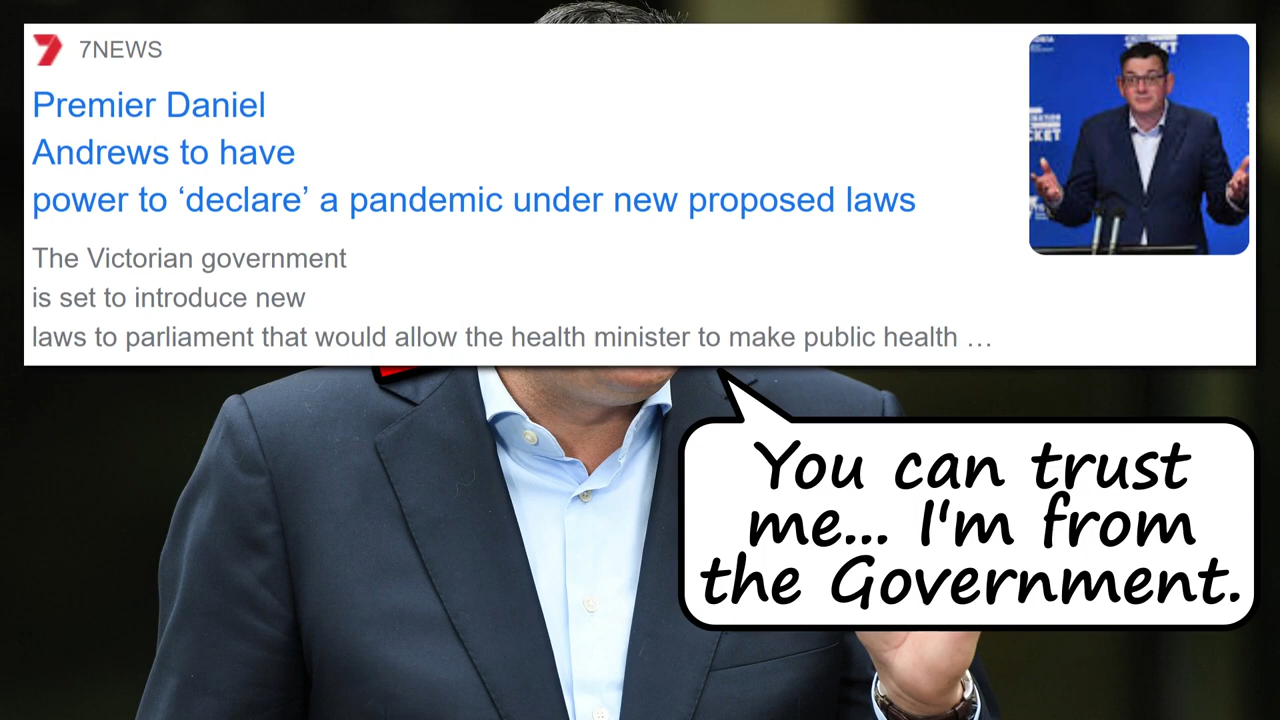 7NEWS
Premier Daniel
Andrews to have
power to ‘declare’ a pandemic under new proposed laws
The Victorian government
is set to introduce new
laws to parliament that would allow the health minister to make public health …
You can trust
me... I'm from
the Government.